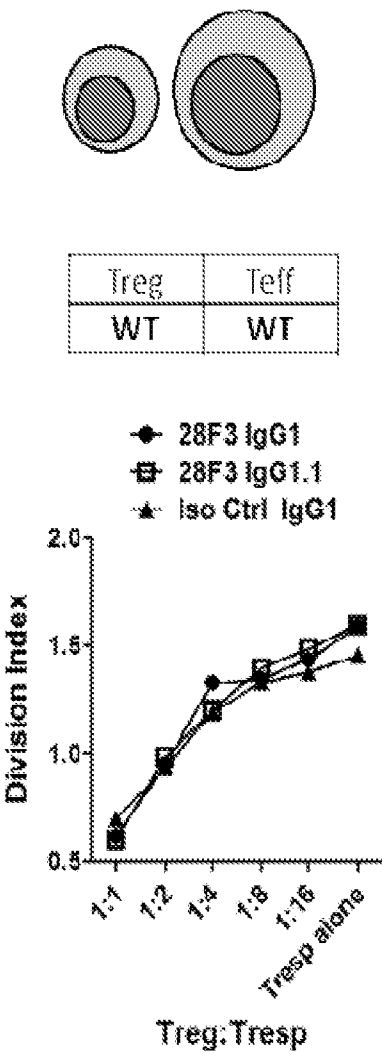 Treg Teff
WT WT
28F3 IgG1
28F3 IgG1.1
Iso Ctrl IgG1
2.0
1.5
1.0
0.5
Division Index
1:1 1:2 1:4 1:8 1:16 Tresp alone
Treg:Tresp